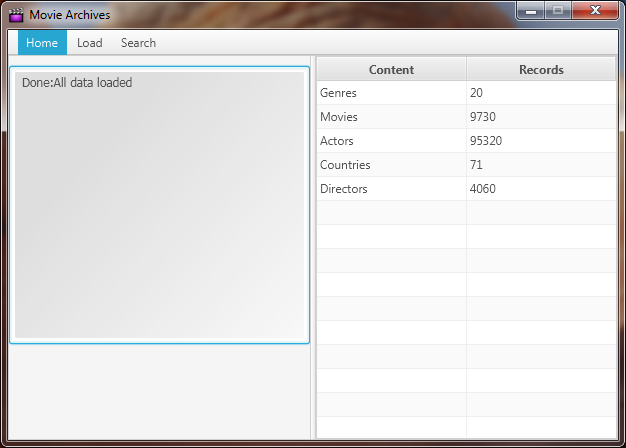 Movie Archives
Home Load Search
Done:All data loaded
Content Records
Genres 20
Movies 9730
Actors 95320
Countries 71
Directors 4060